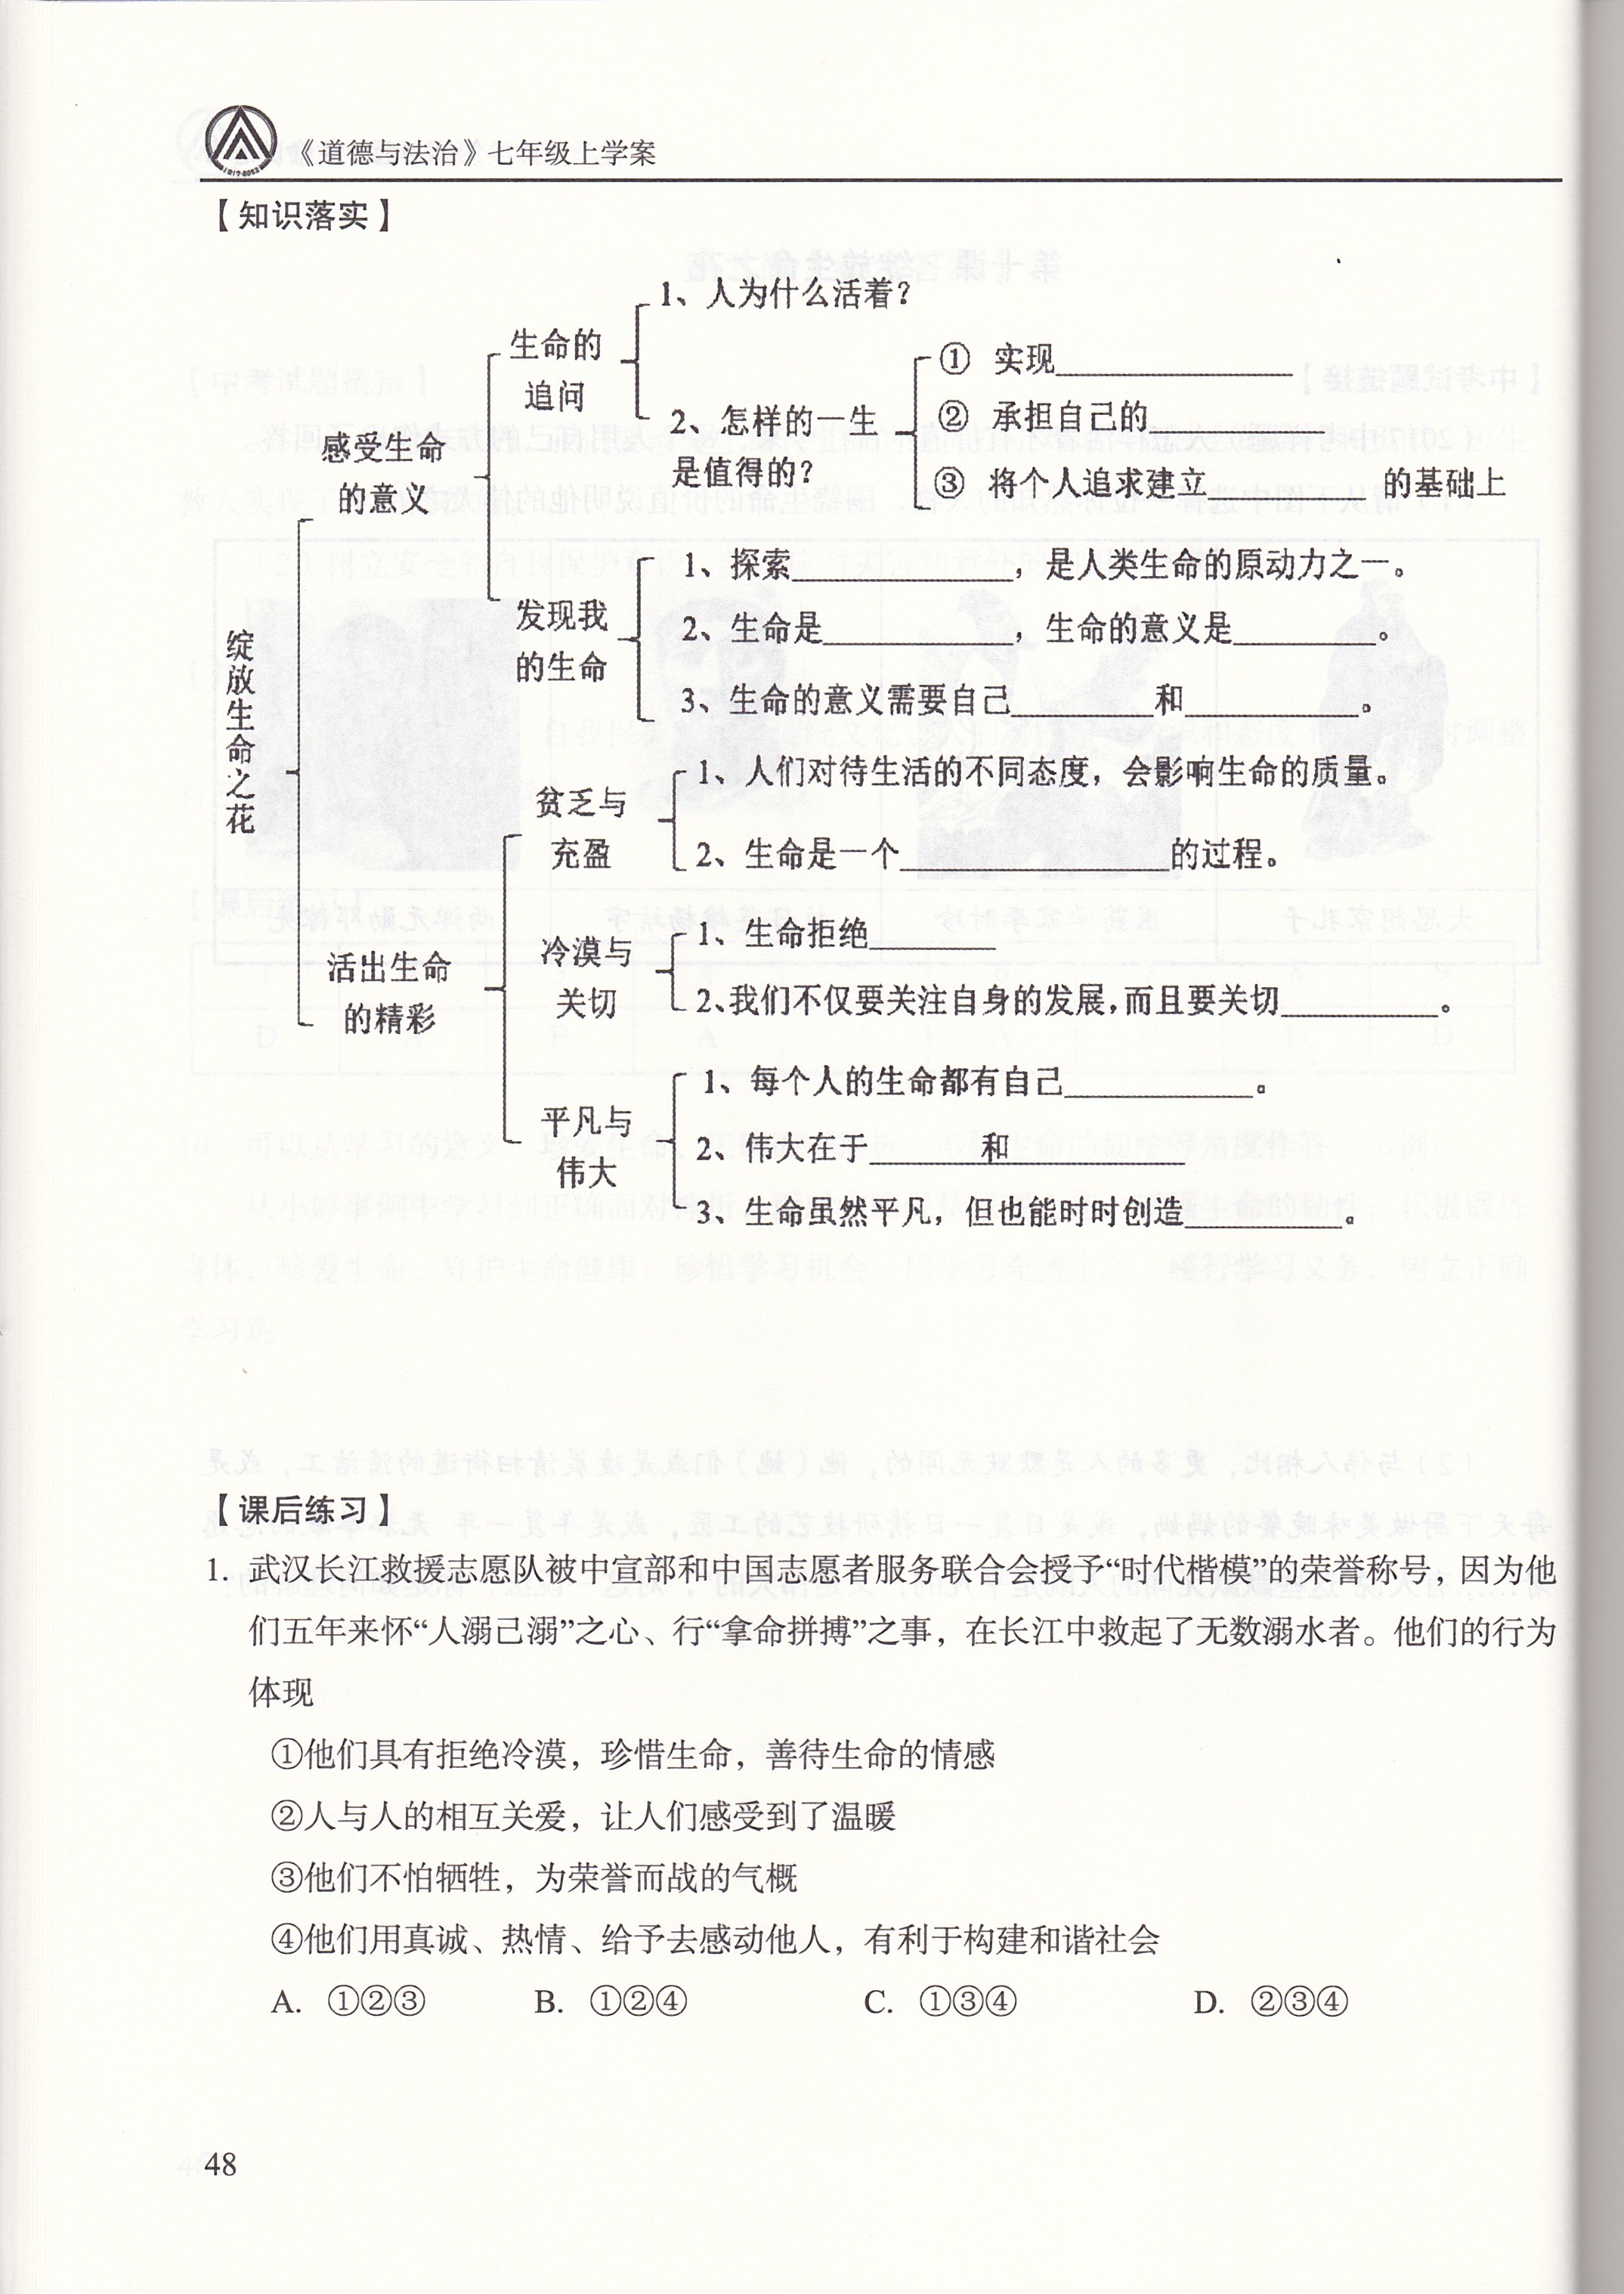 《道德与法治》七年级上学案
【知识落实】
1、人为什么活着？
生命的
追问
① 实现
② 承担自己的
2、怎样的一生
是值得的？
③ 将个人追求建立 的基础上
感受生命
的意义
1、探索，是人类生命的原动力之一。
发现我
的生命
2、生命是，生命的意义是。
3、生命的意义需要自己和。
绽放生命之花
1、人们对待生活的不同态度，会影响生命的质量。
贫乏与
充盈
2、生命是一个的过程。
1、生命拒绝
冷漠与
关切
2、我们不仅要关注自身的发展，而且要关切。
活出生命
的精彩
1、每个人的生命都有自己。
平凡与
伟大
2、伟大在于 和
3、生命虽然平凡，但也能时时创造。
【课后练习】
1. 武汉长江救援志愿队被中宣部和中国志愿者服务联合会授予“时代楷模”的荣誉称号，因为他
们五年来怀“人溺己溺”之心、行“拿命拼搏”之事，在长江中救起了无数溺水者。他们的行为
体现
①他们具有拒绝冷漠，珍惜生命，善待生命的情感
②人与人的相互关爱，让人们感受到了温暖
③他们不怕牺牲，为荣誉而战的气概
④他们用真诚、热情、给予去感动他人，有利于构建和谐社会
A. ①②③ B. ①②④ C. ①③④ D. ②③④
48